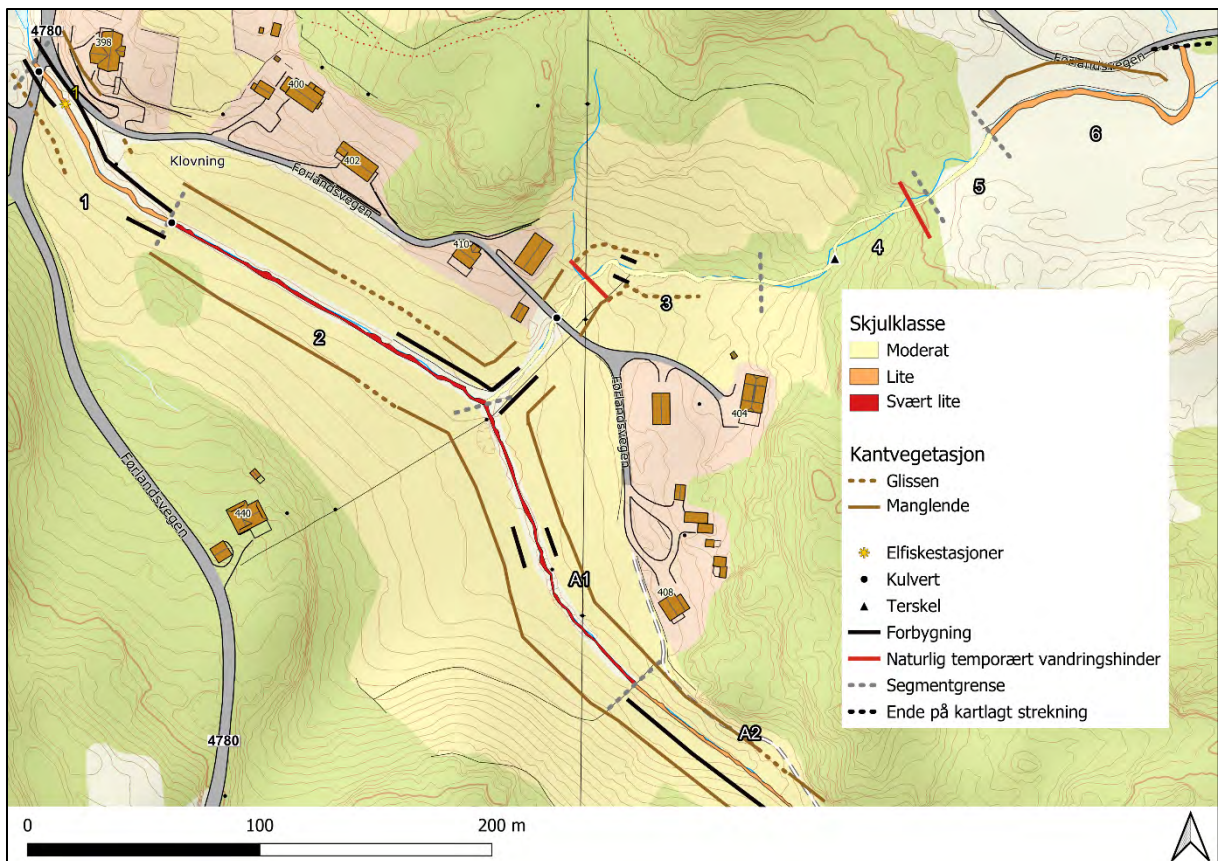 4780
398
1
400
402
Klovning
Førlandsvegen
Førlandsvegen
6
5
4
1
410
3
2
Skjulklasse
Moderat
Lite
Svært lite
Kantvegetasjon
Glissen
Manglende
Elfiskestasjoner
Kulvert
Terskel
Forbygning
Naturlig temporært vandringshinder
Segmentgrense
Ende på kartlagt strekning
Førlandsvegen
404
Førlandsvegen
440
A1
408
A2
4780
0 100 200 m